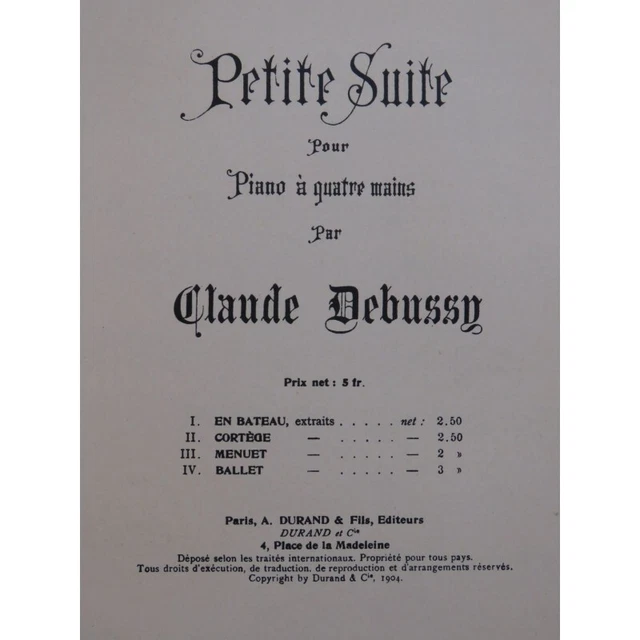 Petite Suite
Pour
Piano à quatre mains
Par
Claude Debussy
Prix net : 5 fr.
I. EN BATEAU, extraits . . . . . net : 2.50
II. CORTÈGE — . . . . . — 2.50
III. MENUET — . . . . . — 2 »
IV. BALLET — . . . . . — 3 »
Paris, A. DURAND & Fils, Editeurs
DURAND et Cie
4, Place de la Madeleine
Déposé selon les traités internationaux. Propriété pour tous pays.
Tous droits d'exécution, de traduction. de reproduction et d'arrangements réservés.
Copyright by Durand & Cie, 1904.